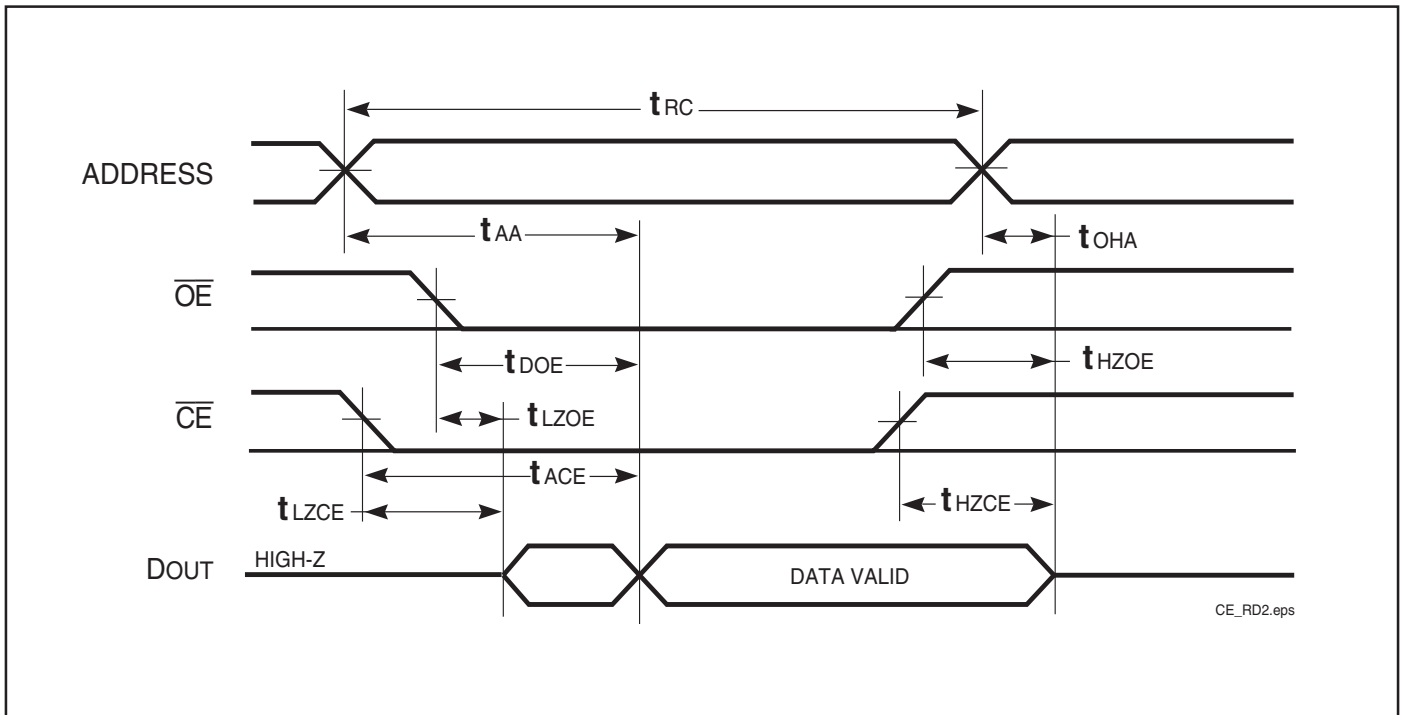 tRC
ADDRESS
tAA
tOHA
OE
tDOE
tHZOE
CE
tLZOE
tACE
tLZCE
tHZCE
DOUT
HIGH-Z
DATA VALID
CE_RD2.eps